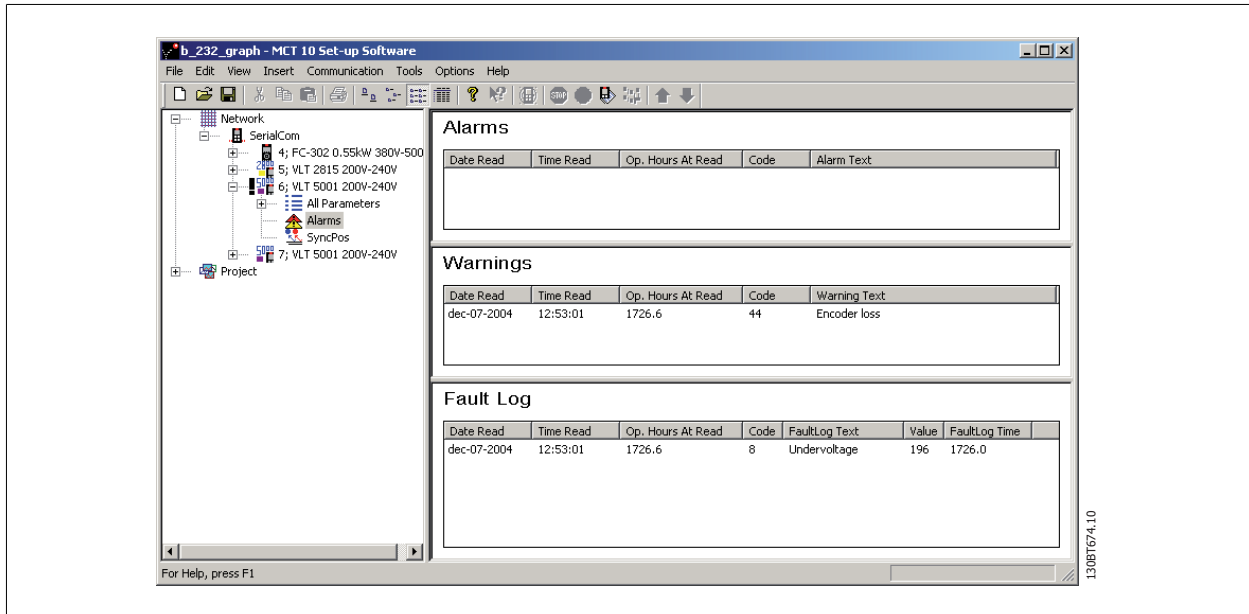 b_232_graph - MCT 10 Set-up Software
File Edit View Insert Communication Tools Options Help
STOP
Network
SerialCom
4; FC-302 0.55kW 380V-500
5; VLT 2815 200V-240V
6; VLT 5001 200V-240V
All Parameters
Alarms
SyncPos
7; VLT 5001 200V-240V
Project
Alarms
Date Read Time Read Op. Hours At Read Code Alarm Text
Warnings
Date Read Time Read Op. Hours At Read Code Warning Text
dec-07-2004 12:53:01 1726.6 44 Encoder loss
Fault Log
Date Read Time Read Op. Hours At Read Code FaultLog Text Value FaultLog Time
dec-07-2004 12:53:01 1726.6 8 Undervoltage 196 1726.0
For Help, press F1
130BT674.10